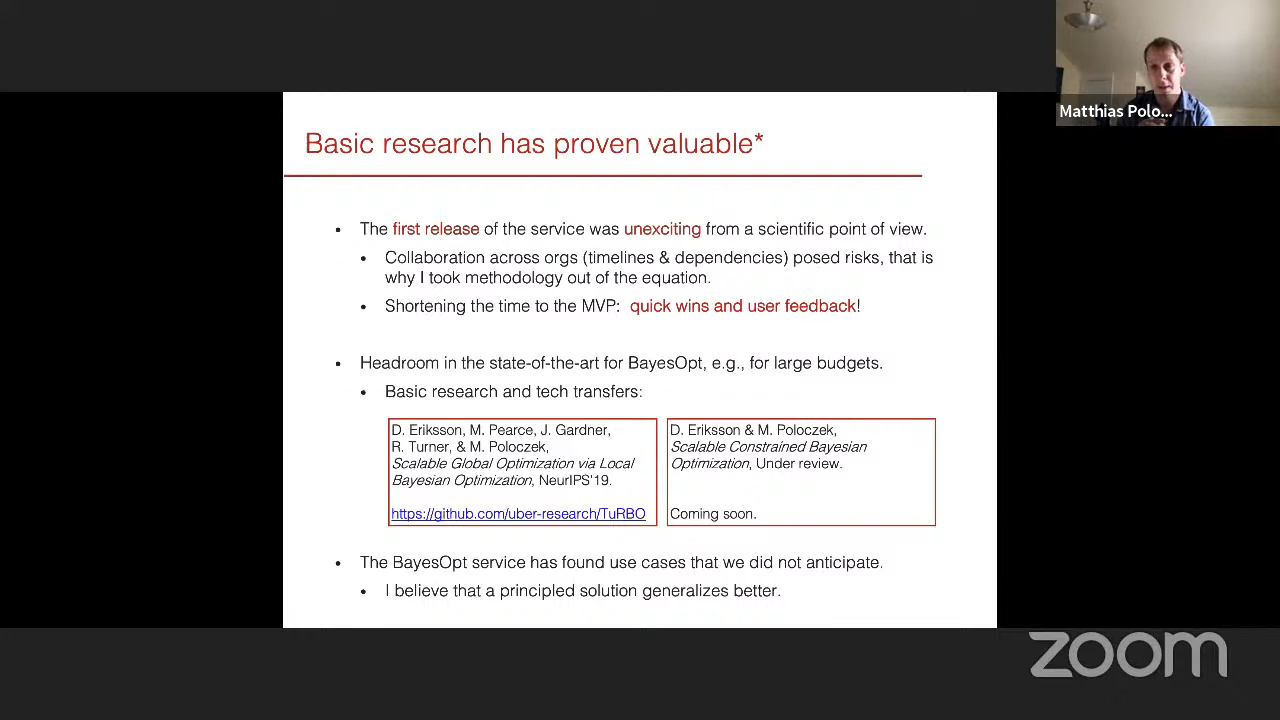 Matthias Polo...
Basic research has proven valuable*
• The first release of the service was unexciting from a scientific point of view.
• Collaboration across orgs (timelines & dependencies) posed risks, that is
why I took methodology out of the equation.
• Shortening the time to the MVP: quick wins and user feedback!
• Headroom in the state-of-the-art for BayesOpt, e.g., for large budgets.
• Basic research and tech transfers:
D. Eriksson, M. Pearce, J. Gardner,
R. Turner, & M. Poloczek,
Scalable Global Optimization via Local
Bayesian Optimization, NeurIPS'19.
https://github.com/uber-research/TuRBO
D. Eriksson & M. Poloczek,
Scalable Constrained Bayesian
Optimization, Under review.
Coming soon.
• The BayesOpt service has found use cases that we did not anticipate.
• I believe that a principled solution generalizes better.
zoom